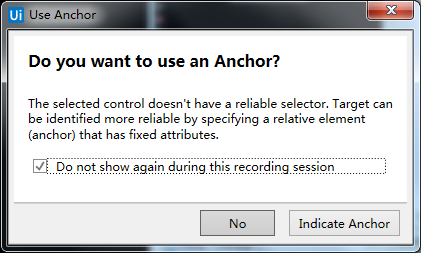 Ui Use Anchor
Do you want to use an Anchor?
The selected control doesn't have a reliable selector. Target can
be identified more reliable by specifying a relative element
(anchor) that has fixed attributes.
Do not show again during this recording session
No Indicate Anchor